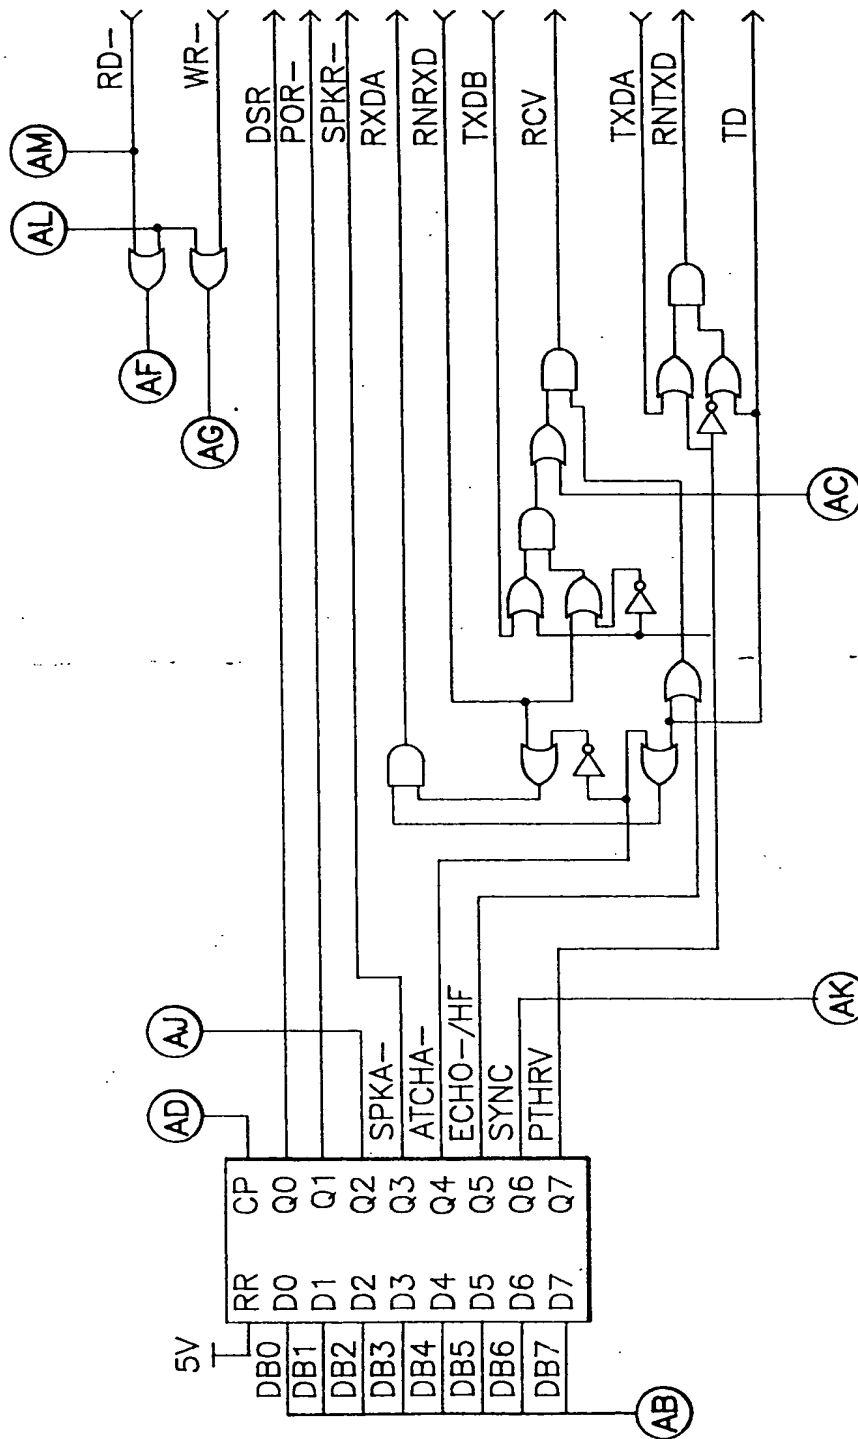 RD-
WR-
DSR
POR-
SPKR-
RXDA
RNRXD
TXDB
RCV
TXDA
RNTXD
TD
AM
AL
AF
AG
AC
AJ
AD
AK
SPKA-
ATCHA-
ECHO-/HF
SYNC
PTHRV
5V
RR CP
DB0 D0 Q0
DB1 D1 Q1
DB2 D2 Q2
DB3 D3 Q3
DB4 D4 Q4
DB5 D5 Q5
DB6 D6 Q6
DB7 D7 Q7
AB